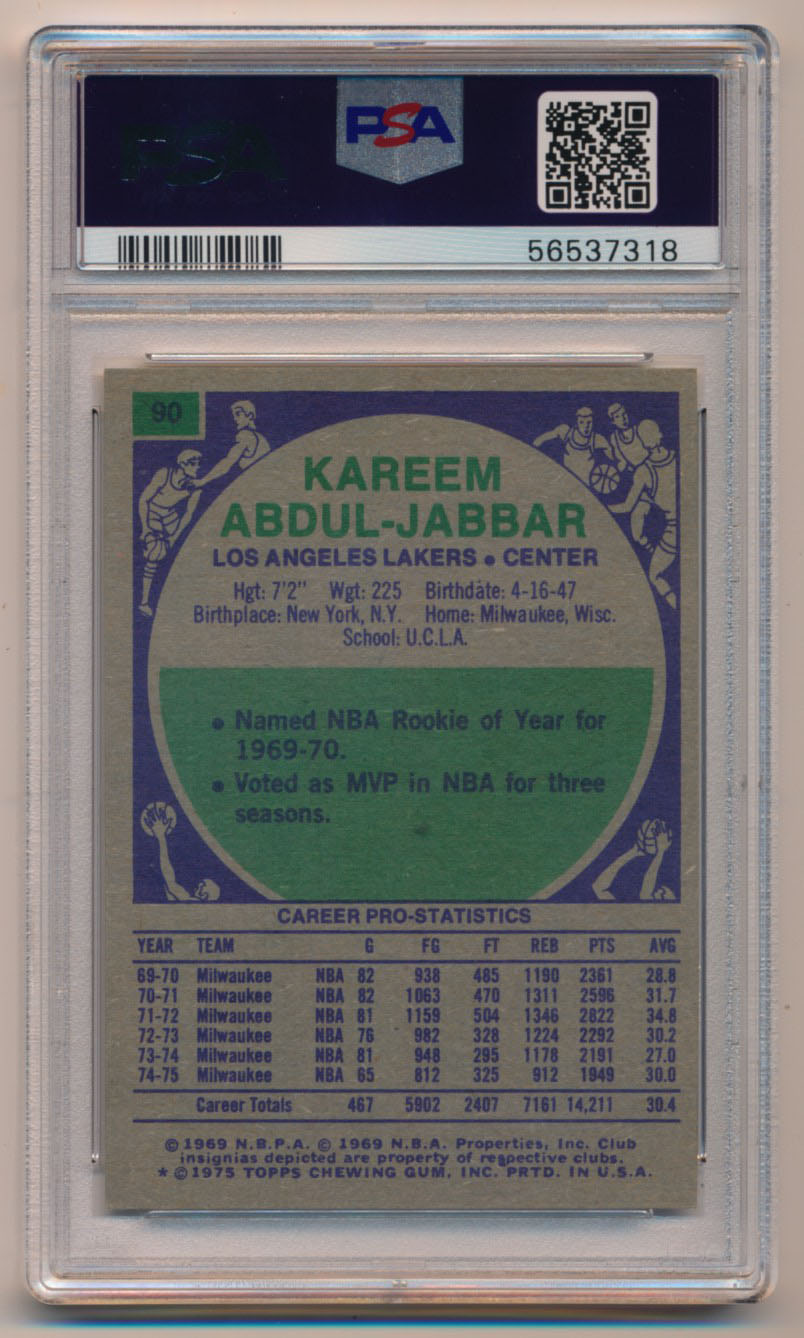 PSA
PSA
56537318
90
KAREEM
ABDUL-JABBAR
LOS ANGELES LAKERS • CENTER
Hgt: 7'2" Wgt: 225 Birthdate: 4-16-47
Birthplace: New York, N.Y. Home: Milwaukee, Wisc.
School: U.C.L.A.
• Named NBA Rookie of Year for
1969-70.
• Voted as MVP in NBA for three
seasons.
CAREER PRO-STATISTICS
YEAR TEAM G FG FT REB PTS AVG
69-70 Milwaukee NBA 82 938 485 1190 2361 28.8
70-71 Milwaukee NBA 82 1063 470 1311 2596 31.7
71-72 Milwaukee NBA 81 1159 504 1346 2822 34.8
72-73 Milwaukee NBA 76 982 328 1224 2292 30.2
73-74 Milwaukee NBA 81 948 295 1178 2191 27.0
74-75 Milwaukee NBA 65 812 325 912 1949 30.0
Career Totals 467 5902 2407 7161 14,211 30.4
© 1969 N.B.P.A. © 1969 N.B.A. Properties, Inc. Club
insignias depicted are property of respective clubs.
* © 1975 TOPPS CHEWING GUM, INC. PRTD. IN U.S.A.